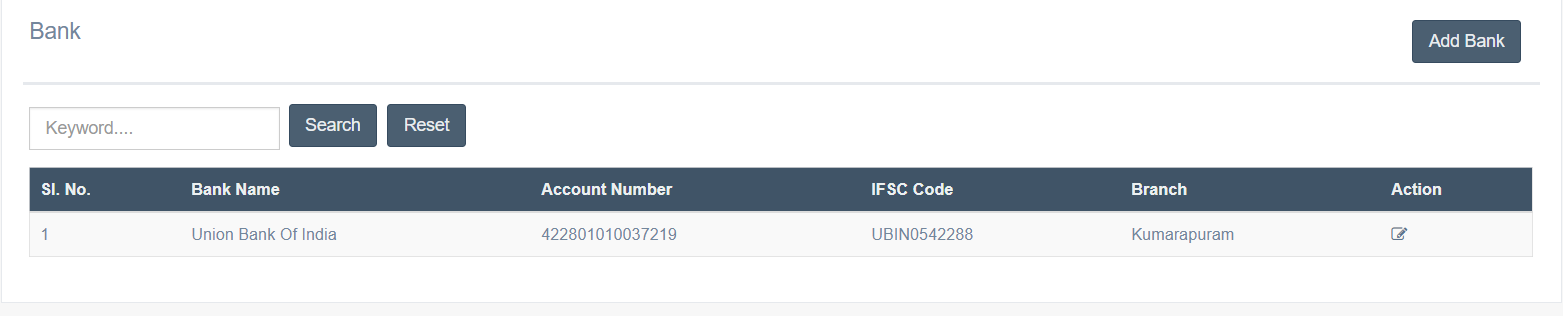 Bank
Add Bank
Keyword....
Search
Reset
Sl. No. Bank Name Account Number IFSC Code Branch Action
1 Union Bank Of India 422801010037219 UBIN0542288 Kumarapuram